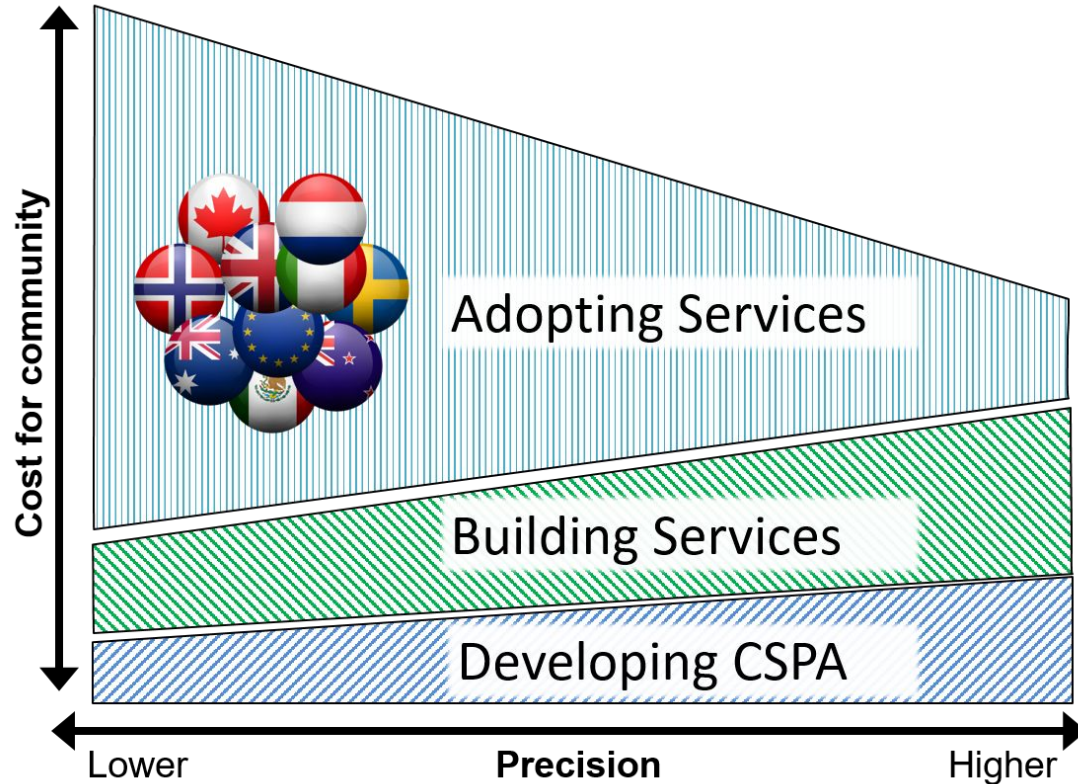 Cost for community
Adopting Services
Building Services
Developing CSPA
Lower Precision Higher